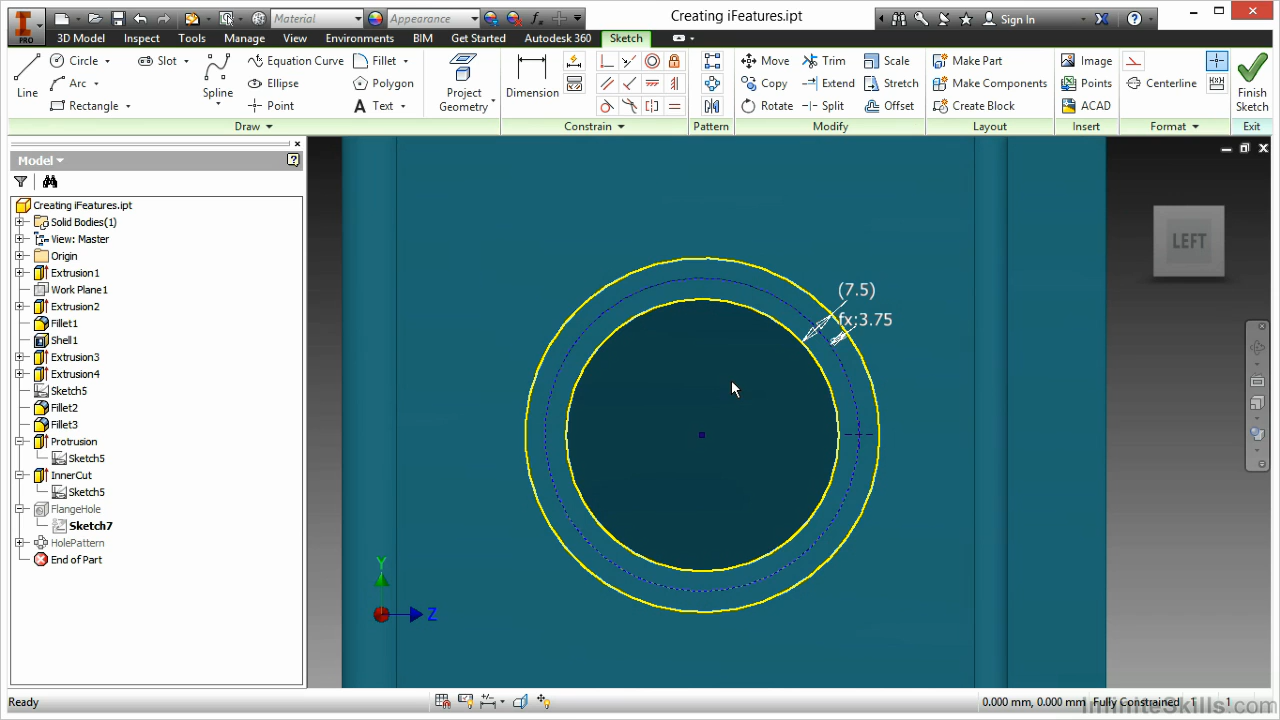 Material
Appearance
Creating iFeatures.ipt
Sign In
PRO
3D Model
Inspect
Tools
Manage
View
Environments
BIM
Get Started
Autodesk 360
Sketch
Line
Circle
Arc
Rectangle
Slot
Spline
Equation Curve
Ellipse
Point
Fillet
Polygon
Text
Project Geometry
Dimension
Move
Copy
Rotate
Trim
Extend
Split
Scale
Stretch
Offset
Make Part
Make Components
Create Block
Image
Points
ACAD
Centerline
Finish Sketch
Draw
Constrain
Pattern
Modify
Layout
Insert
Format
Exit
Model
Creating iFeatures.ipt
Solid Bodies(1)
View: Master
Origin
Extrusion1
Work Plane1
Extrusion2
Fillet1
Shell1
Extrusion3
Extrusion4
Sketch5
Fillet2
Fillet3
Protrusion
Sketch5
InnerCut
Sketch5
FlangeHole
Sketch7
HolePattern
End of Part
(7.5)
fx:3.75
LEFT
Y
Z
Ready
0.000 mm, 0.000 mm
Fully Constrained
1
1
InfiniteSkills.com